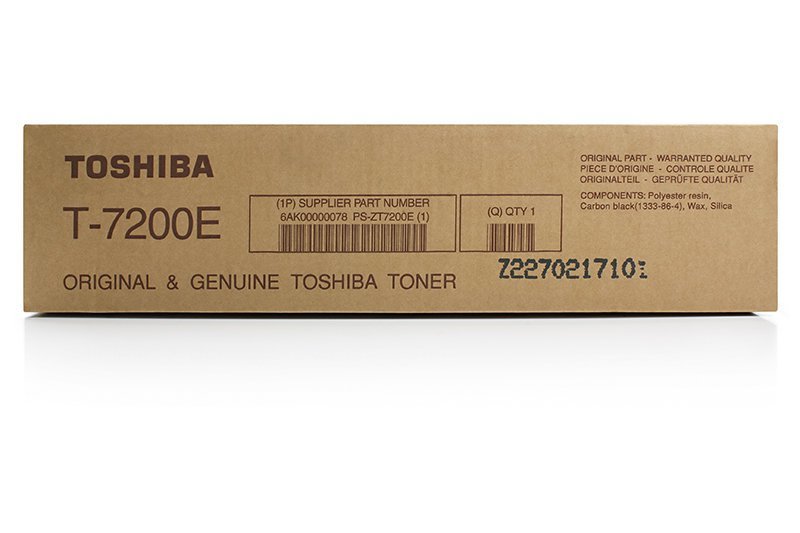 TOSHIBA
T-7200E
ORIGINAL & GENUINE TOSHIBA TONER
(1P) SUPPLIER PART NUMBER
6AK00000078 PS-ZT7200E (1)
(Q) QTY 1
Z227021710
ORIGINAL PART - WARRANTED QUALITY
PIECE D'ORIGINE - CONTROLE QUALITE
ORIGINALTEIL - GEPRÜFTE QUALITÄT
COMPONENTS: Polyester resin,
Carbon black(1333-86-4), Wax, Silica